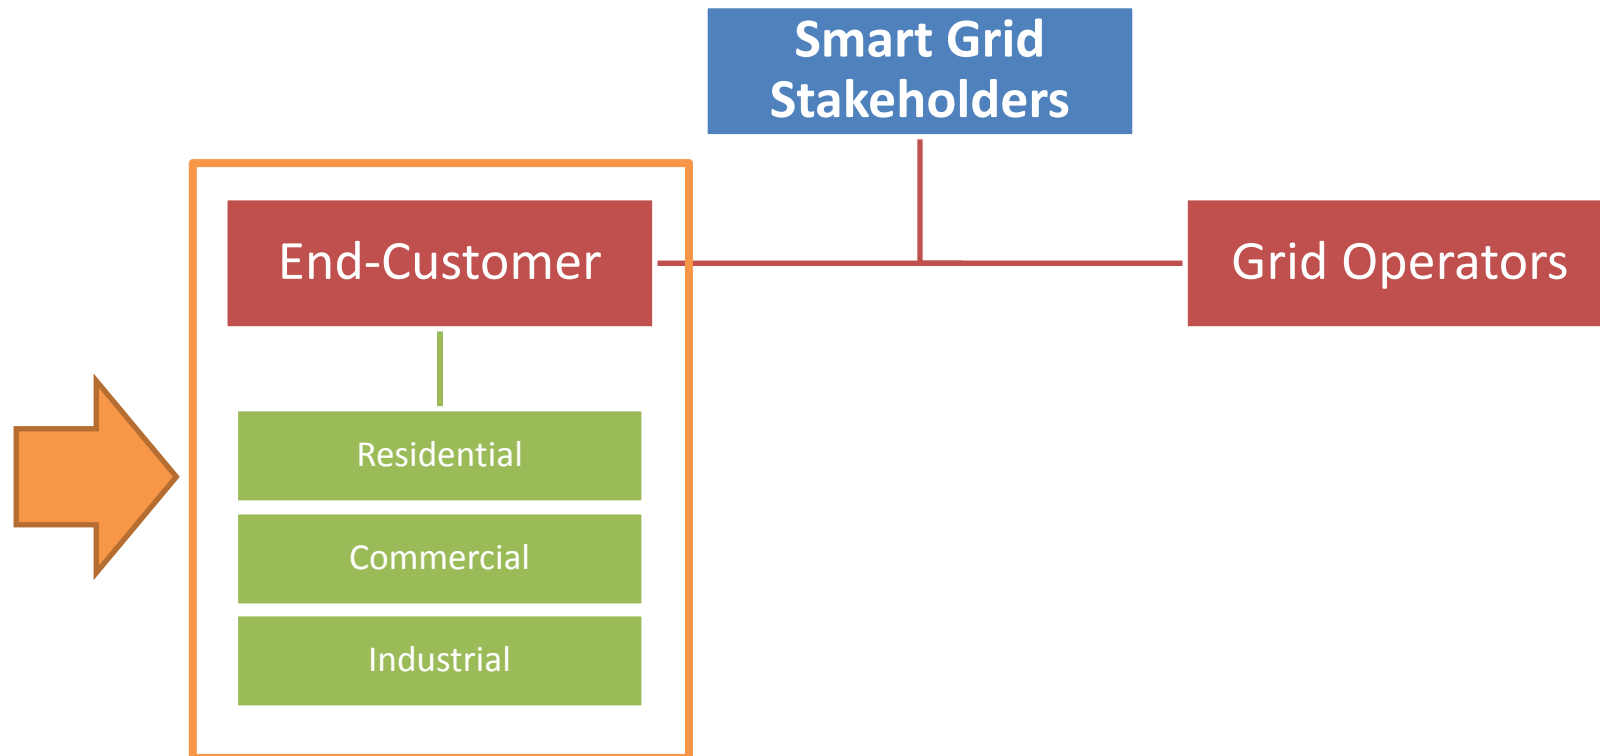 Smart Grid
Stakeholders
End-Customer
Grid Operators
Residential
Commercial
Industrial